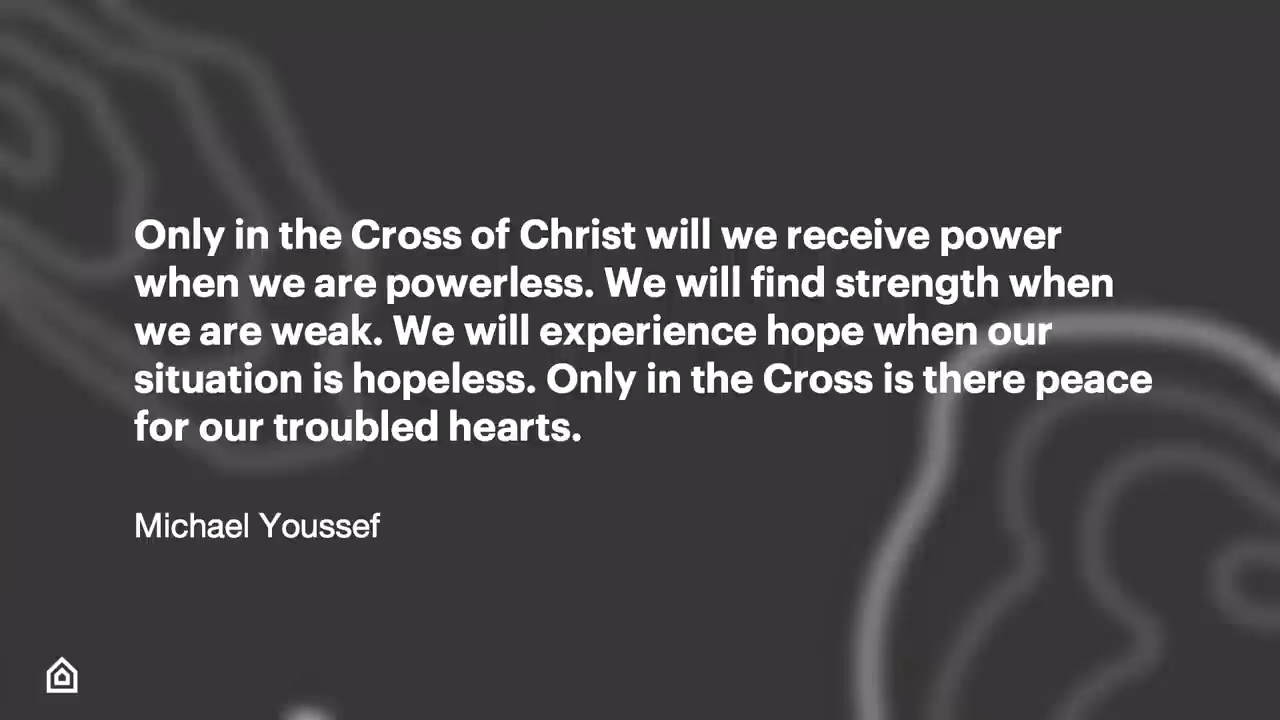 Only in the Cross of Christ will we receive power
when we are powerless. We will find strength when
we are weak. We will experience hope when our
situation is hopeless. Only in the Cross is there peace
for our troubled hearts.
Michael Youssef